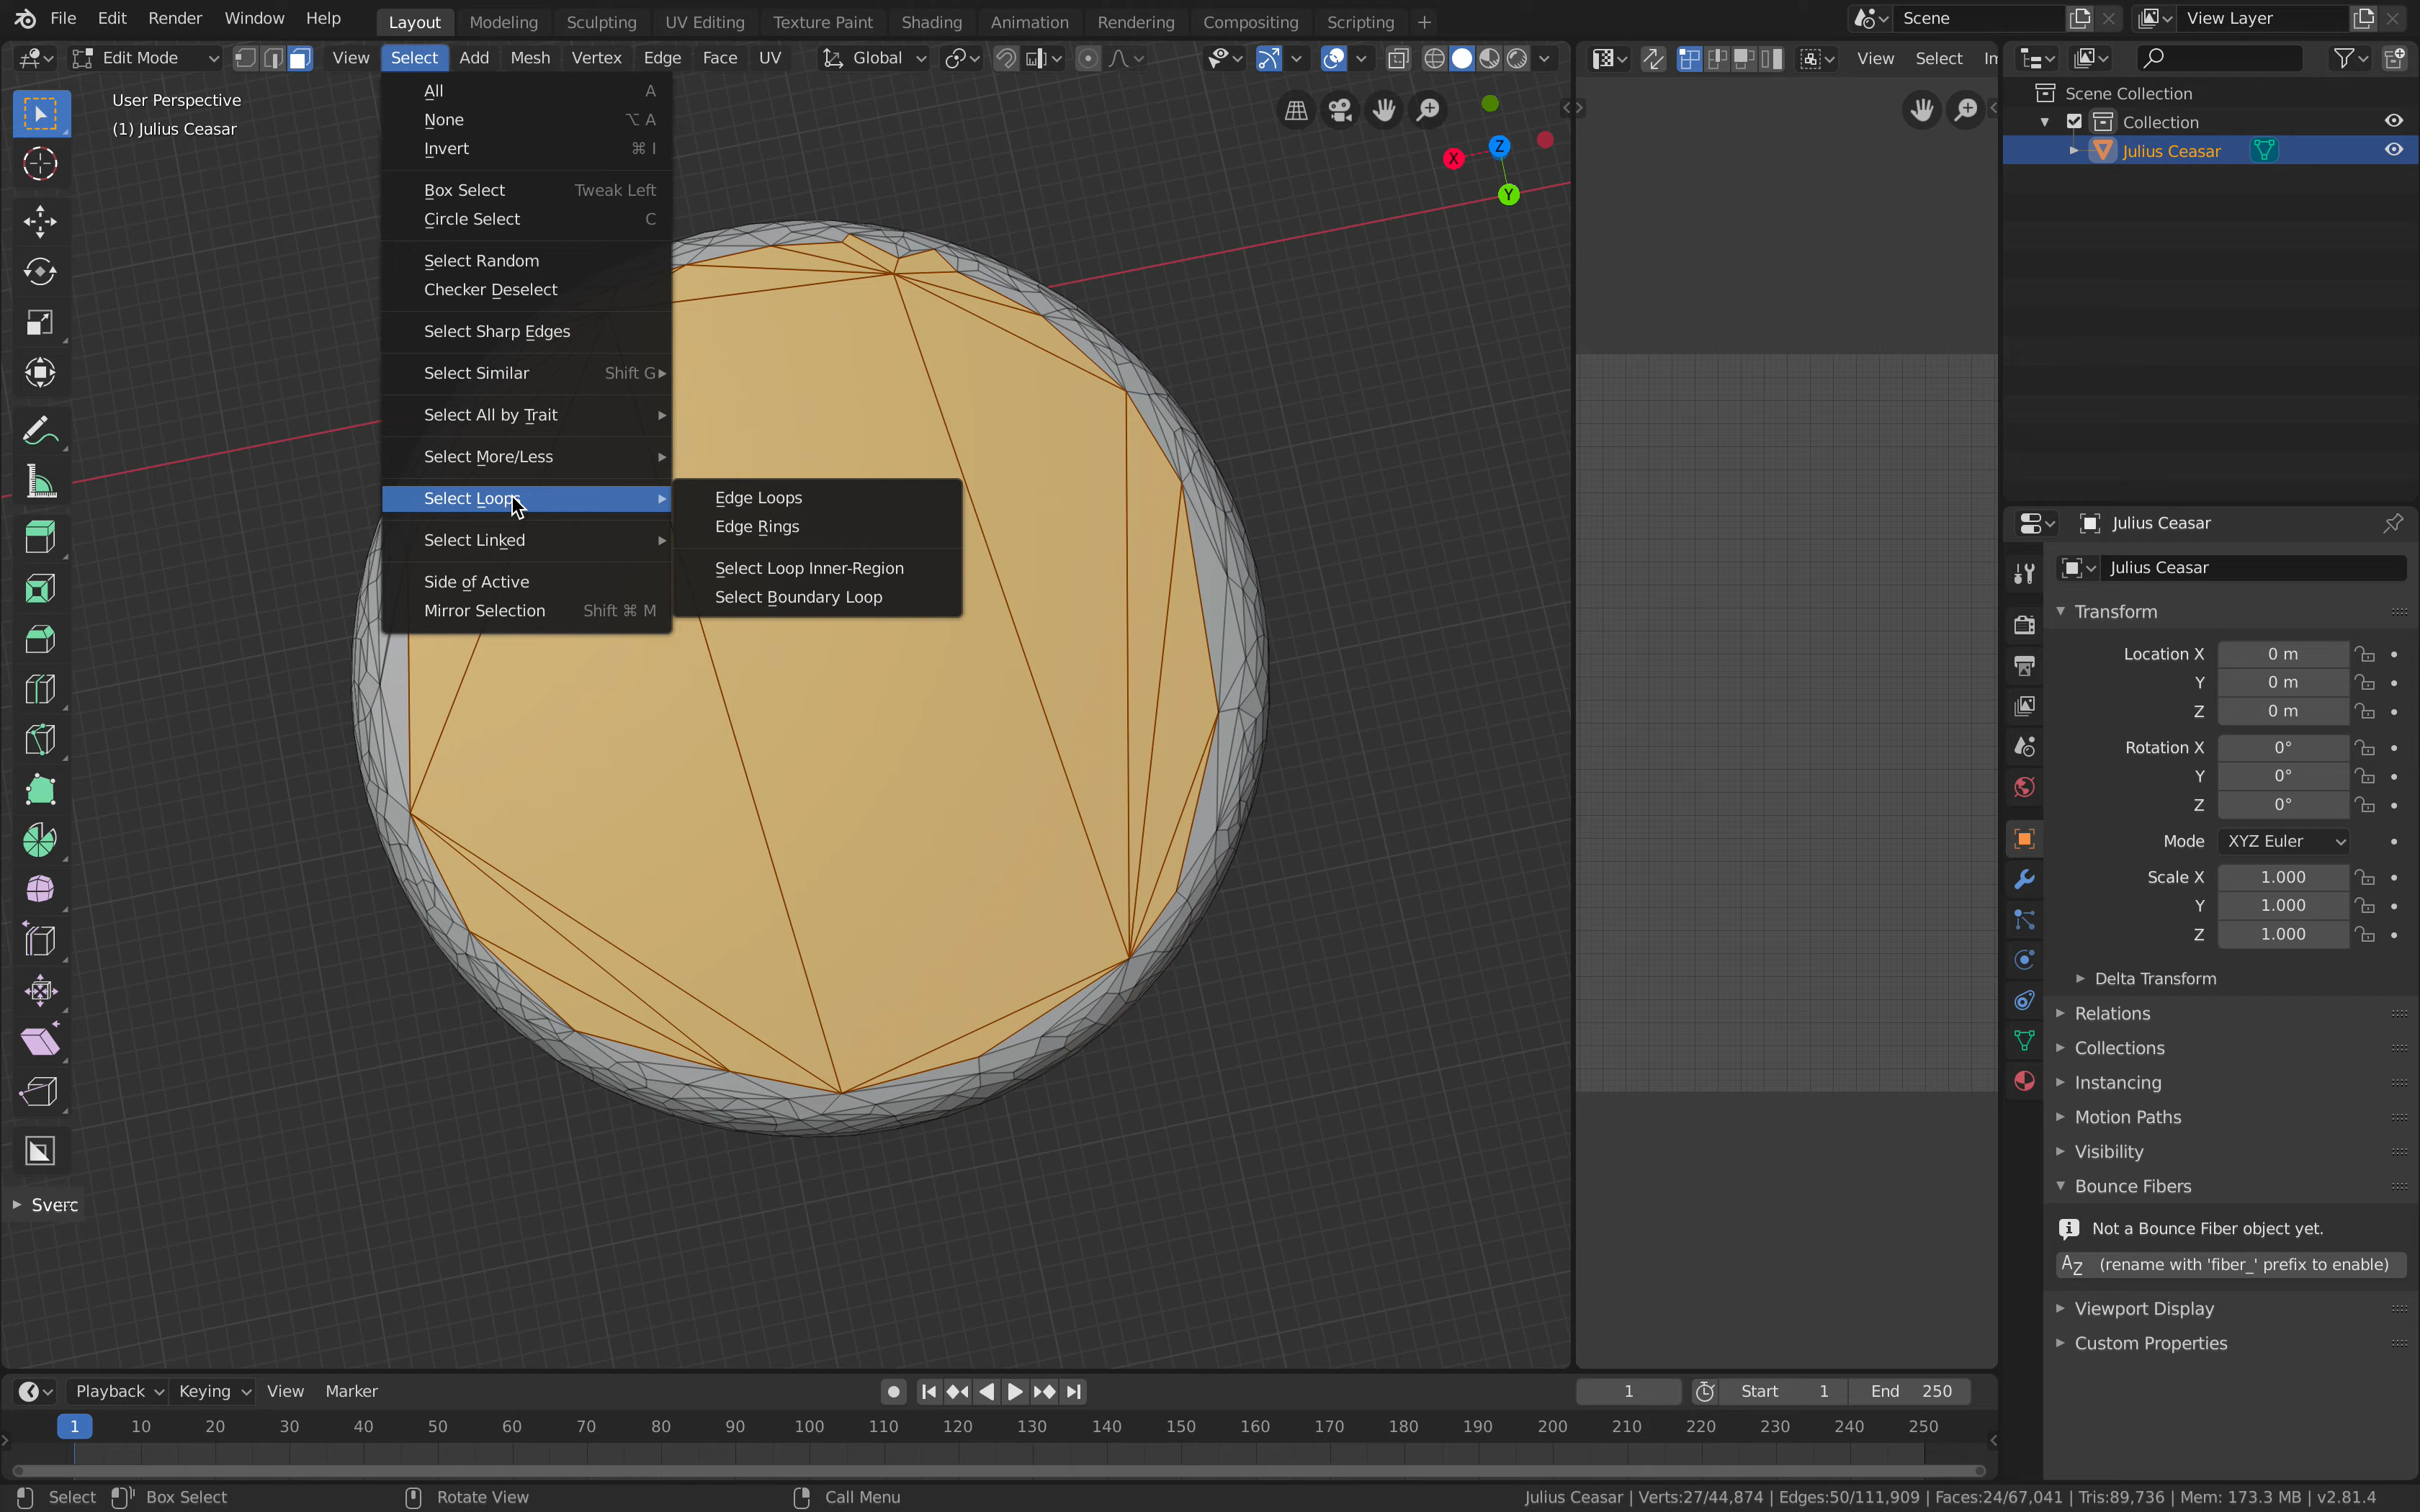 File Edit Render Window Help Layout Modeling Sculpting UV Editing Texture Paint Shading Animation Rendering Compositing Scripting + Scene View Layer
Edit Mode View Select Add Mesh Vertex Edge Face UV Global View Select
User Perspective
(1) Julius Ceasar
All A
None ⌥ A
Invert ⌘ I
Box Select Tweak Left
Circle Select C
Select Random
Checker Deselect
Select Sharp Edges
Select Similar Shift G
Select All by Trait
Select More/Less
Select Loops
Select Linked
Side of Active
Mirror Selection Shift ⌘ M
Edge Loops
Edge Rings
Select Loop Inner-Region
Select Boundary Loop
X
Z
Y
Scene Collection
Collection
Julius Ceasar
Julius Ceasar
Julius Ceasar
Transform
Location X 0 m
Y 0 m
Z 0 m
Rotation X 0°
Y 0°
Z 0°
Mode XYZ Euler
Scale X 1.000
Y 1.000
Z 1.000
Delta Transform
Relations
Collections
Instancing
Motion Paths
Visibility
Bounce Fibers
Not a Bounce Fiber object yet.
AZ (rename with 'fiber_' prefix to enable)
Viewport Display
Custom Properties
Playback Keying View Marker 1 Start 1 End 250
1 10 20 30 40 50 60 70 80 90 100 110 120 130 140 150 160 170 180 190 200 210 220 230 240 250
Select Box Select Rotate View Call Menu Julius Ceasar | Verts:27/44,874 | Edges:50/111,909 | Faces:24/67,041 | Tris:89,736 | Mem: 173.3 MB | v2.81.4